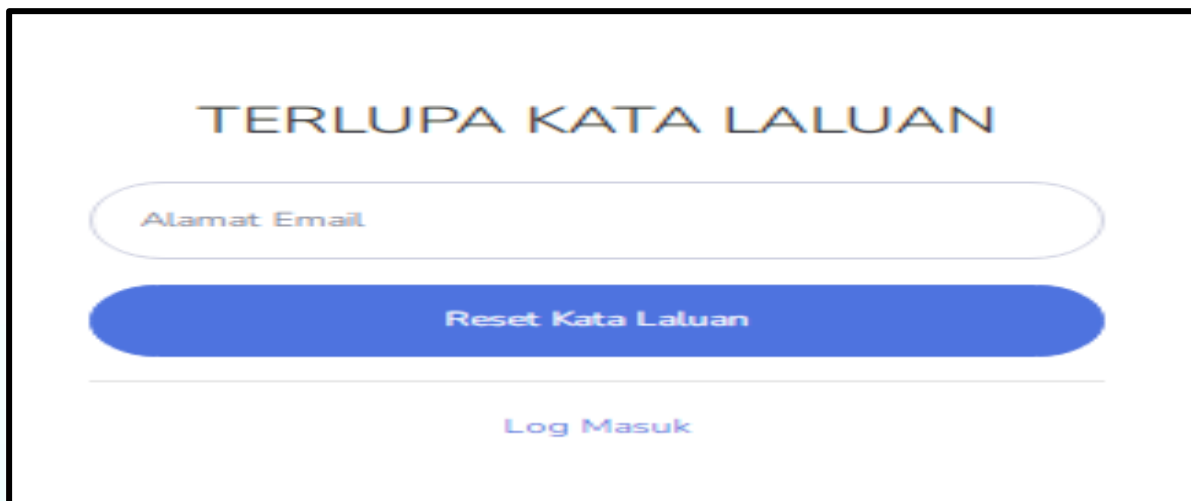 TERLUPA KATA LALUAN
Alamat Email
Reset Kata Laluan
Log Masuk